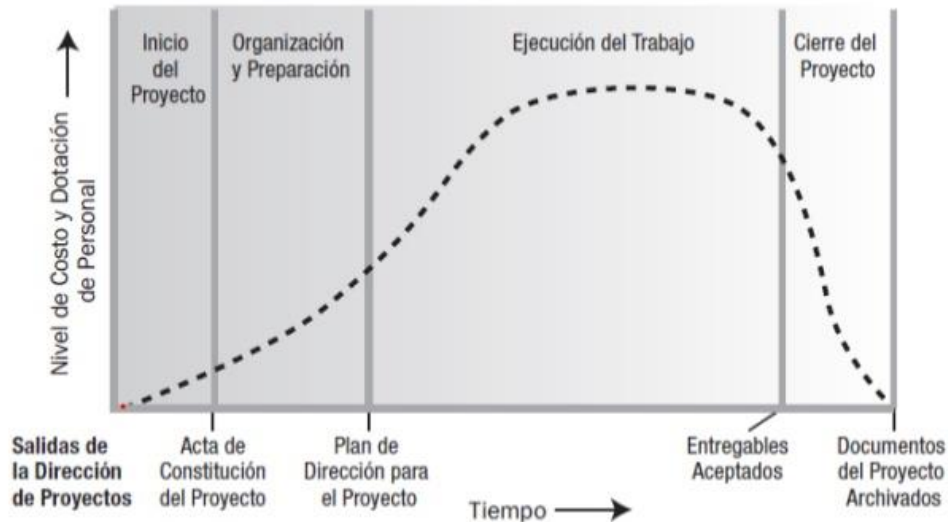 Inicio
del
Proyecto
Organización
y Preparación
Ejecución del Trabajo
Cierre del
Proyecto
Nivel de Costo y Dotación
de Personal
Salidas de
la Dirección
de Proyectos
Acta de
Constitución
del Proyecto
Plan de
Dirección para
el Proyecto
Entregables
Aceptados
Documentos
del Proyecto
Archivados
Tiempo